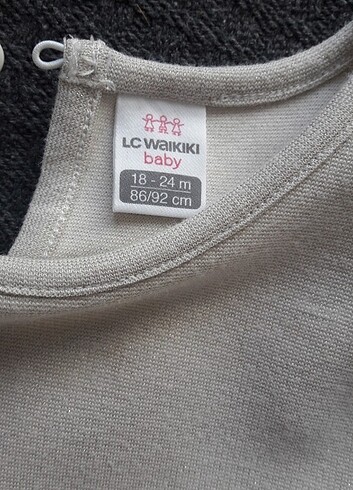 LC WAIKIKI
baby
18 - 24 m
86/92 cm